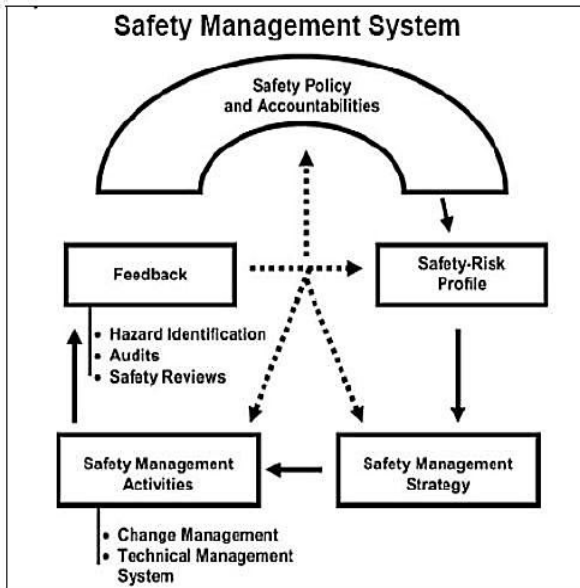 Safety Management System
Safety Policy
and Accountabilities
Feedback
Safety-Risk
Profile
• Hazard Identification
• Audits
• Safety Reviews
Safety Management
Activities
Safety Management
Strategy
• Change Management
• Technical Management
System